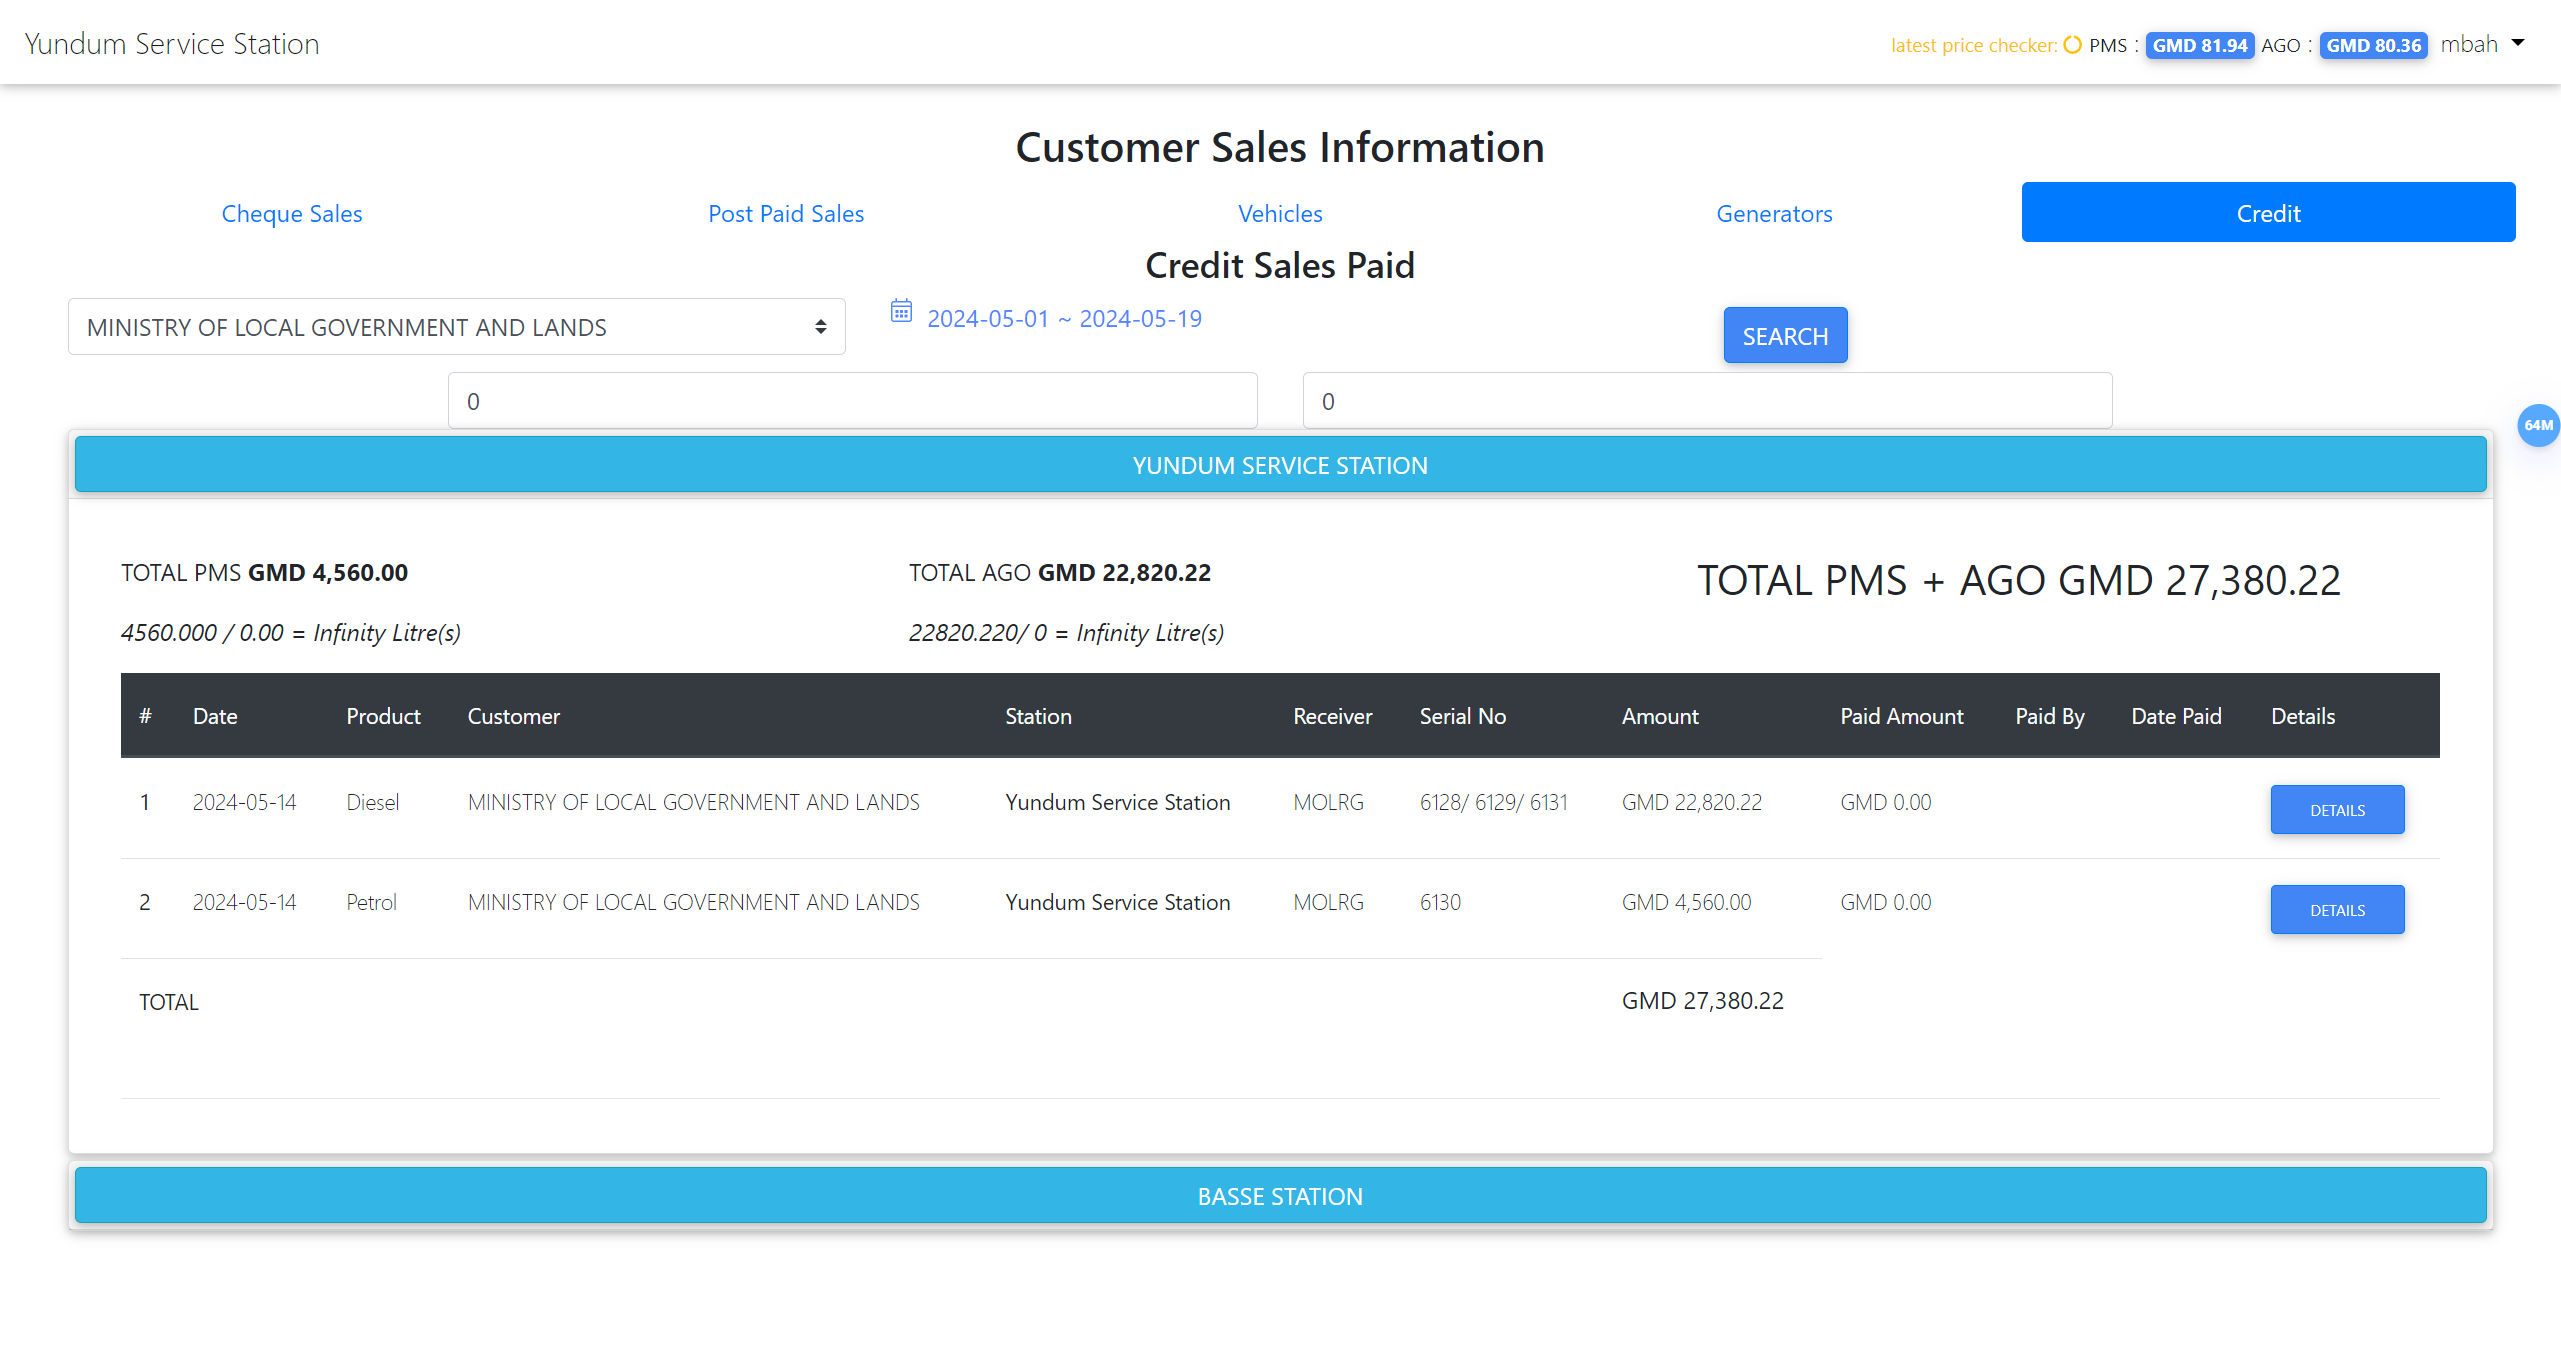 Yundum Service Station
latest price checker: PMS : GMD 81.94 AGO : GMD 80.36 mbah
Customer Sales Information
Cheque Sales Post Paid Sales Vehicles Generators Credit
Credit Sales Paid
MINISTRY OF LOCAL GOVERNMENT AND LANDS 2024-05-01 ~ 2024-05-19 SEARCH
0 0
64M
YUNDUM SERVICE STATION
TOTAL PMS GMD 4,560.00 TOTAL AGO GMD 22,820.22 TOTAL PMS + AGO GMD 27,380.22
4560.000 / 0.00 = Infinity Litre(s) 22820.220/ 0 = Infinity Litre(s)
# Date Product Customer Station Receiver Serial No Amount Paid Amount Paid By Date Paid Details
1 2024-05-14 Diesel MINISTRY OF LOCAL GOVERNMENT AND LANDS Yundum Service Station MOLRG 6128/ 6129/ 6131 GMD 22,820.22 GMD 0.00 DETAILS
2 2024-05-14 Petrol MINISTRY OF LOCAL GOVERNMENT AND LANDS Yundum Service Station MOLRG 6130 GMD 4,560.00 GMD 0.00 DETAILS
TOTAL GMD 27,380.22
BASSE STATION